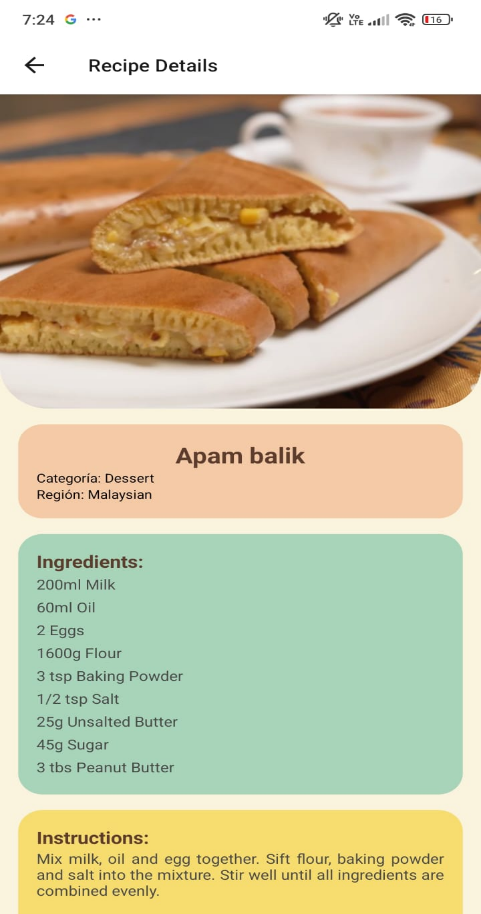 7:24
Vo
LTE
16
Recipe Details
Apam balik
Categoría: Dessert
Región: Malaysian
Ingredients:
200ml Milk
60ml Oil
2 Eggs
1600g Flour
3 tsp Baking Powder
1/2 tsp Salt
25g Unsalted Butter
45g Sugar
3 tbs Peanut Butter
Instructions:
Mix milk, oil and egg together. Sift flour, baking powder
and salt into the mixture. Stir well until all ingredients are
combined evenly.